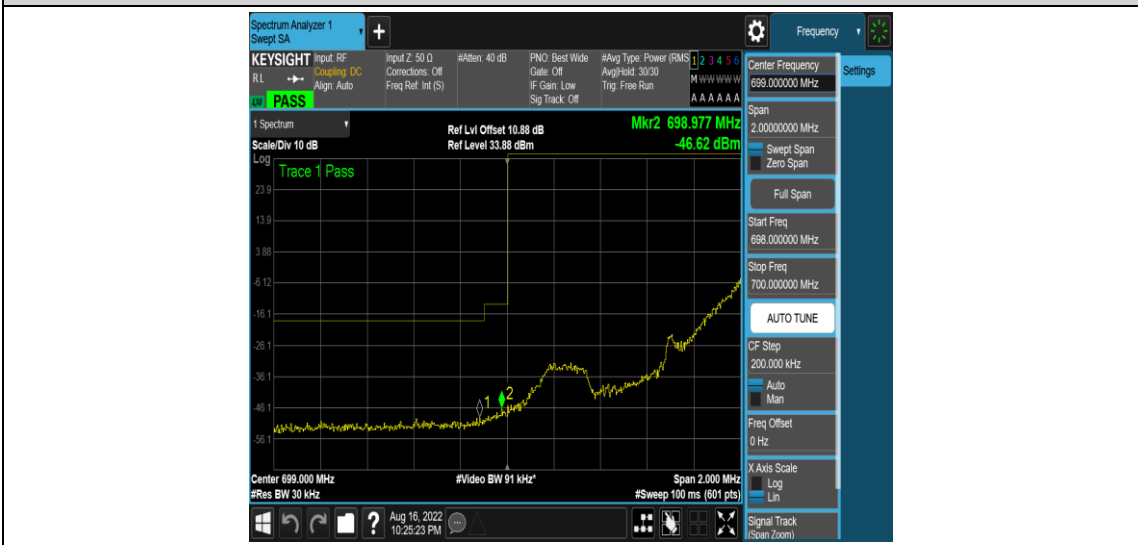 Spectrum Analyzer 1
Swept SA
+
Frequency
KEYSIGHT
RL
PASS
Input: RF
Coupling: DC
Align: Auto
Input Z: 50 Ω
Corrections: Off
Freq Ref: Int (S)
#Atten: 40 dB
PNO: Best Wide
Gate: Off
IF Gain: Low
Sig Track: Off
#Avg Type: Power (RMS
Avg|Hold: 30/30
Trig: Free Run
1 2 3 4 5 6
M W W W W W
A A A A A A
Center Frequency
699.000000 MHz
Settings
1 Spectrum
Scale/Div 10 dB
Ref Lvl Offset 10.88 dB
Ref Level 33.88 dBm
Mkr2 698.977 MHz
-46.62 dBm
Span
2.00000000 MHz
Swept Span
Zero Span
Full Span
Start Freq
698.000000 MHz
Stop Freq
700.000000 MHz
AUTO TUNE
CF Step
200.000 kHz
Auto
Man
Freq Offset
0 Hz
X Axis Scale
Log
Lin
Signal Track
(Span Zoom)
Log
Trace 1 Pass
23.9
13.9
3.88
-6.12
-16.1
-26.1
-36.1
-46.1
-56.1
1
2
Center 699.000 MHz
#Video BW 91 kHz*
Span 2.000 MHz
#Res BW 30 kHz
#Sweep 100 ms (601 pts)
?
Aug 16, 2022
10:25:23 PM